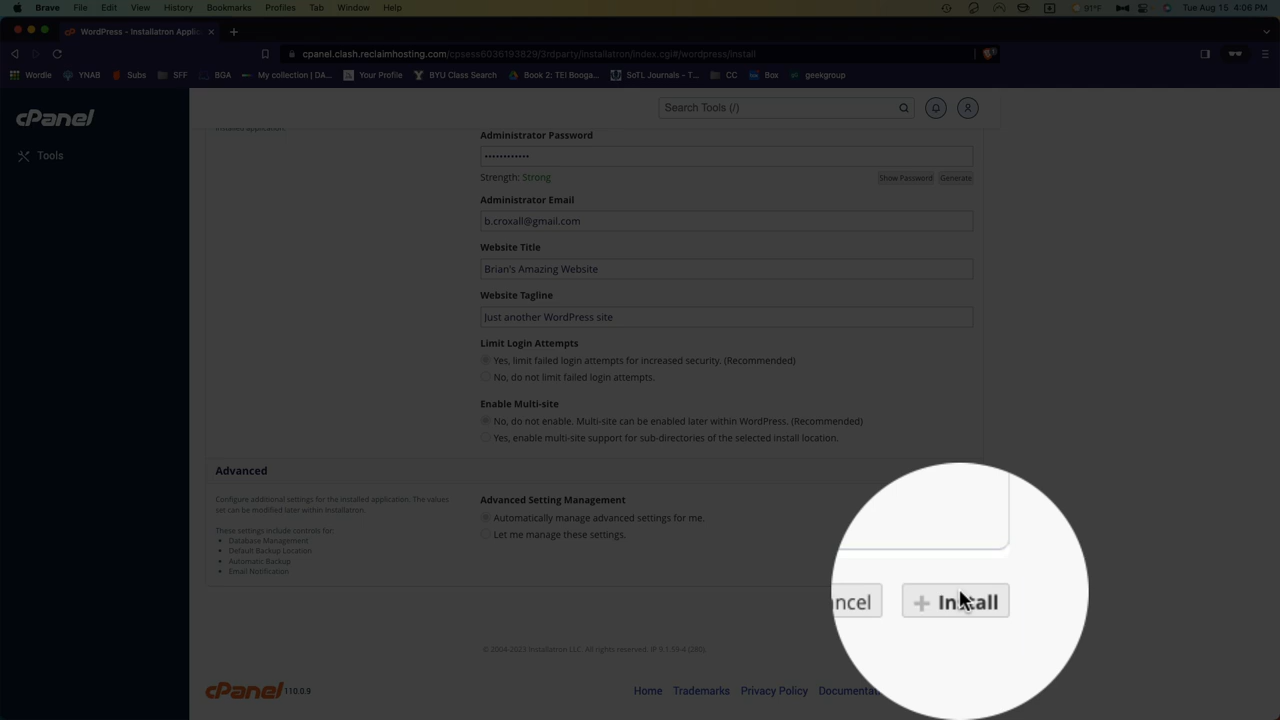 Brave File Edit View History Bookmarks Profiles Tab Window Help 91°F Tue Aug 15 4:06 PM
WordPress - Installatron Applic
cpanel.clash.reclaimhosting.com/cpsess6036193829/3rdparty/installatron/index.cgi#/wordpress/install
Wordle YNAB Subs SFF BGA My collection | DA... Your Profile BYU Class Search Book 2: TE! Booga... SoTL Journals - T... CC Box geekgroup
cPanel
Search Tools (/)
Tools
installed application.
Administrator Password
••••••••••••
Strength: Strong
Show Password Generate
Administrator Email
b.croxall@gmail.com
Website Title
Brian's Amazing Website
Website Tagline
Just another WordPress site
Limit Login Attempts
Yes, limit failed login attempts for increased security. (Recommended)
No, do not limit failed login attempts.
Enable Multi-site
No, do not enable. Multi-site can be enabled later within WordPress. (Recommended)
Yes, enable multi-site support for sub-directories of the selected install location.
Advanced
Configure additional settings for the installed application. The values
set can be modified later within Installatron.
These settings include controls for:
• Database Management
• Default Backup Location
• Automatic Backup
• Email Notification
Advanced Setting Management
Automatically manage advanced settings for me.
Let me manage these settings.
ncel
+ Install
© 2004-2023 Installatron LLC. All rights reserved.
cPanel 110.0.9
Home Trademarks Privacy Policy Documentat